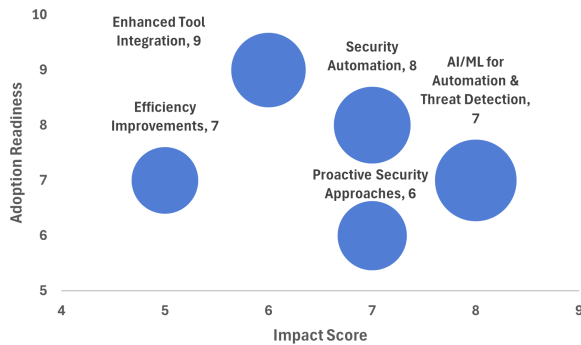 10
Enhanced Tool
Integration, 9
Security
Automation, 8
AI/ML for
Automation &
Threat Detection,
7
9
Efficiency
Improvements, 7
8
Proactive Security
Approaches, 6
7
6
5
Adoption Readiness
4
5
6
7
8
9
Impact Score